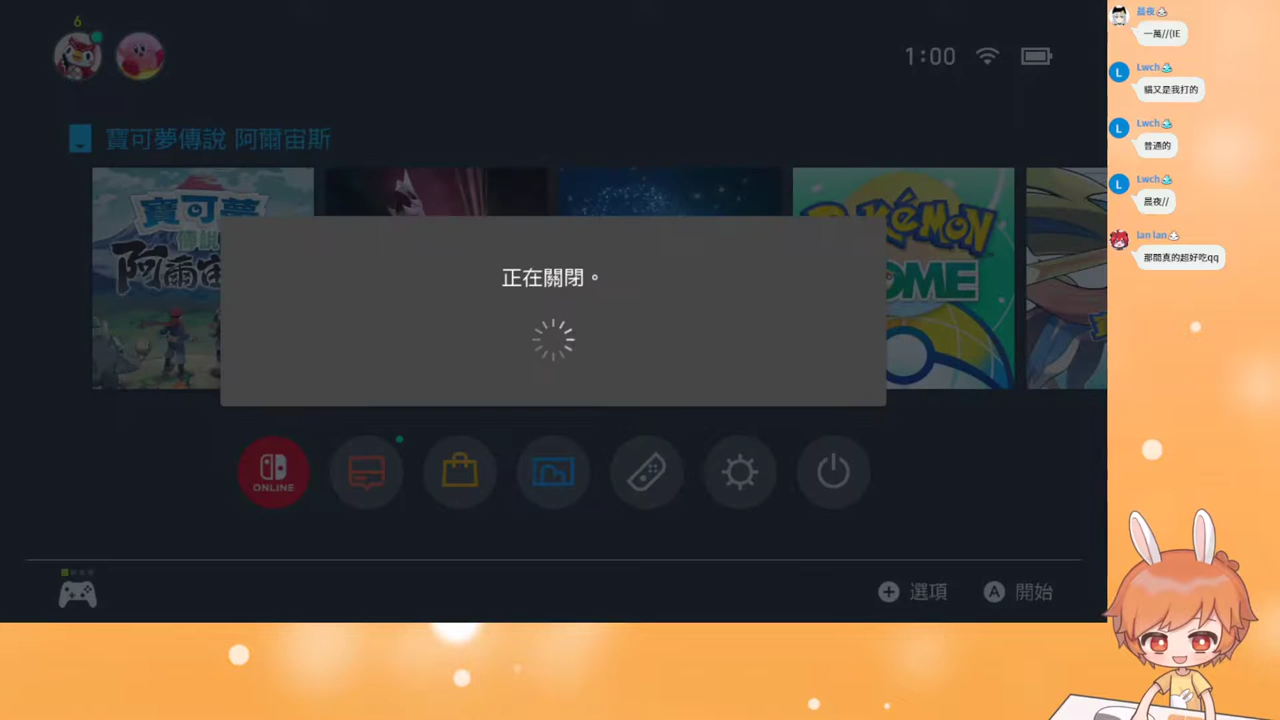 6
1:00
寶可夢傳說 阿爾宙斯
寶可夢
傳說
阿爾宙
Pokémon
HOME
正在關閉。
ONLINE
選項
A 開始
晨夜
一萬//(IE
L
Lwch
貓又是我打的
L
Lwch
普通的
L
Lwch
晨夜//
lan lan
那間真的超好吃qq